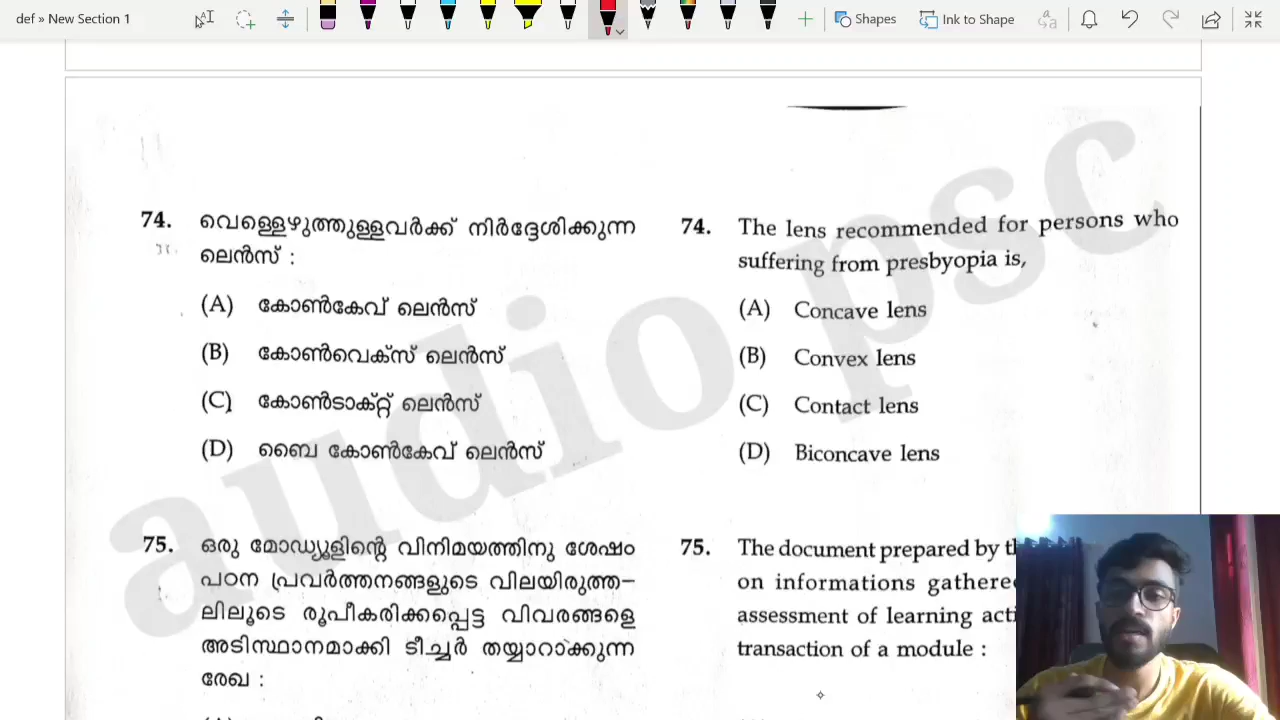 def » New Section 1
Shapes
Ink to Shape
74. വെള്ളെഴുത്തുള്ളവർക്ക് നിർദ്ദേശിക്കുന്ന
ലെൻസ് :
(A) കോൺകേവ് ലെൻസ്
(B) കോൺവെക്സ് ലെൻസ്
(C) കോൺടാക്റ്റ് ലെൻസ്
(D) ബൈ കോൺകേവ് ലെൻസ്
75. ഒരു മോഡ്യൂളിന്റെ വിനിമയത്തിനു ശേഷം
പഠന പ്രവർത്തനങ്ങളുടെ വിലയിരുത്ത-
ലിലൂടെ രൂപീകരിക്കപ്പെട്ട വിവരങ്ങളെ
അടിസ്ഥാനമാക്കി ടീച്ചർ തയ്യാറാക്കുന്ന
രേഖ :
74. The lens recommended for persons who
suffering from presbyopia is,
(A) Concave lens
(B) Convex lens
(C) Contact lens
(D) Biconcave lens
75. The document prepared by
on informations gathere
assessment of learning acti
transaction of a module :
audio psc